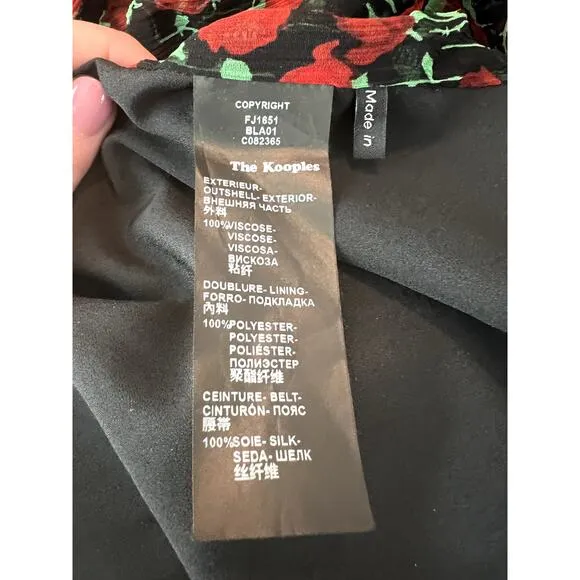 COPYRIGHT
FJ1651
BLA01
C082365
The Kooples
EXTERIEUR-
OUTSHELL- EXTERIOR-
ВНЕШНЯЯ ЧАСТЬ
外料
100%VISCOSE-
VISCOSE-
VISCOSA-
ВИСКОЗА
粘纤
DOUBLURE- LINING-
FORRO- ПОДКЛАДКА
內料
100%POLYESTER-
POLYESTER-
POLIÉSTER-
ПОЛИЭСТЕР
聚酯纤维
CEINTURE- BELT-
CINTURÓN- ПОЯС
腰带
100%SOIE- SILK-
SEDA- ШЕЛК
丝纤维
Made in